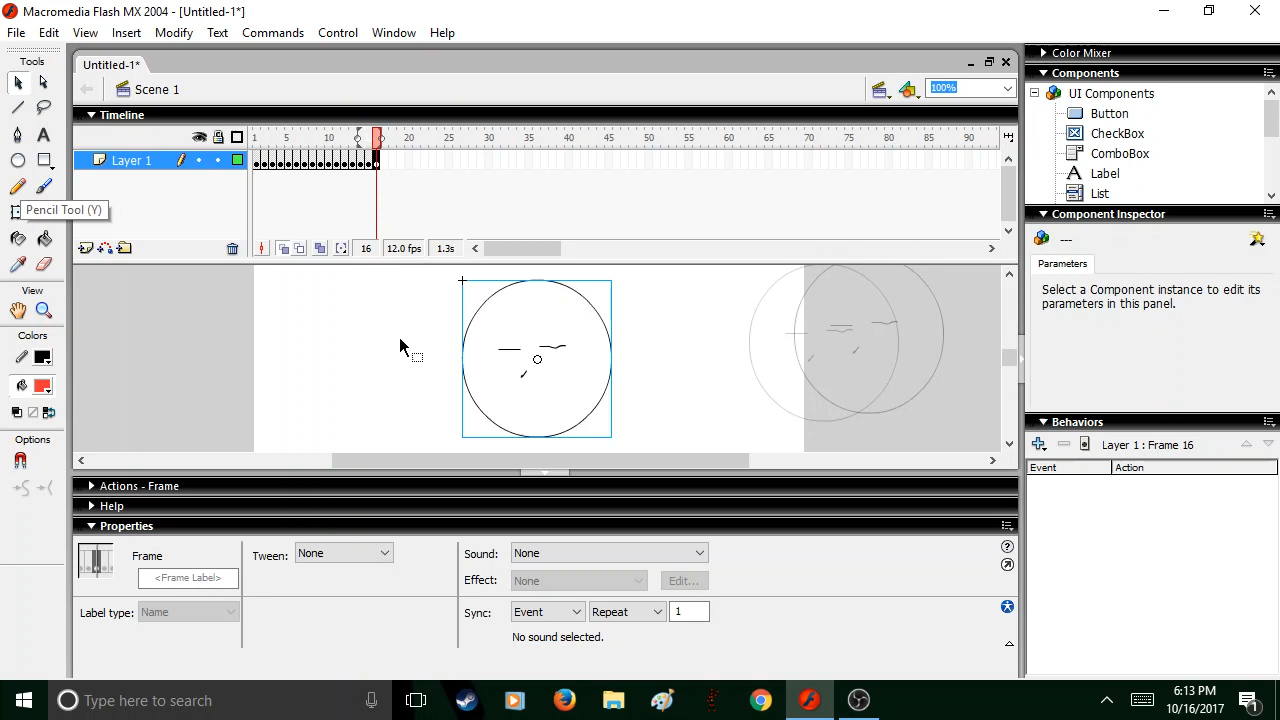 Macromedia Flash MX 2004 - [Untitled-1*]
File Edit View Insert Modify Text Commands Control Window Help
Tools
Untitled-1*
Scene 1
100%
Timeline
1 5 10 20 25 30 35 40 45 50 55 60 65 70 75 80 85 90
Layer 1
Pencil Tool (Y)
16 12.0 fps 1.3s
View
Colors
Options
Actions - Frame
Help
Properties
Frame
<Frame Label>
Tween: None
Sound: None
Effect: None Edit...
Label type: Name
Sync: Event Repeat 1
No sound selected.
Color Mixer
Components
UI Components
Button
CheckBox
ComboBox
Label
List
Component Inspector
---
Parameters
Select a Component instance to edit its
parameters in this panel.
Behaviors
Layer 1 : Frame 16
Event Action
Type here to search
6:13 PM
10/16/2017
1